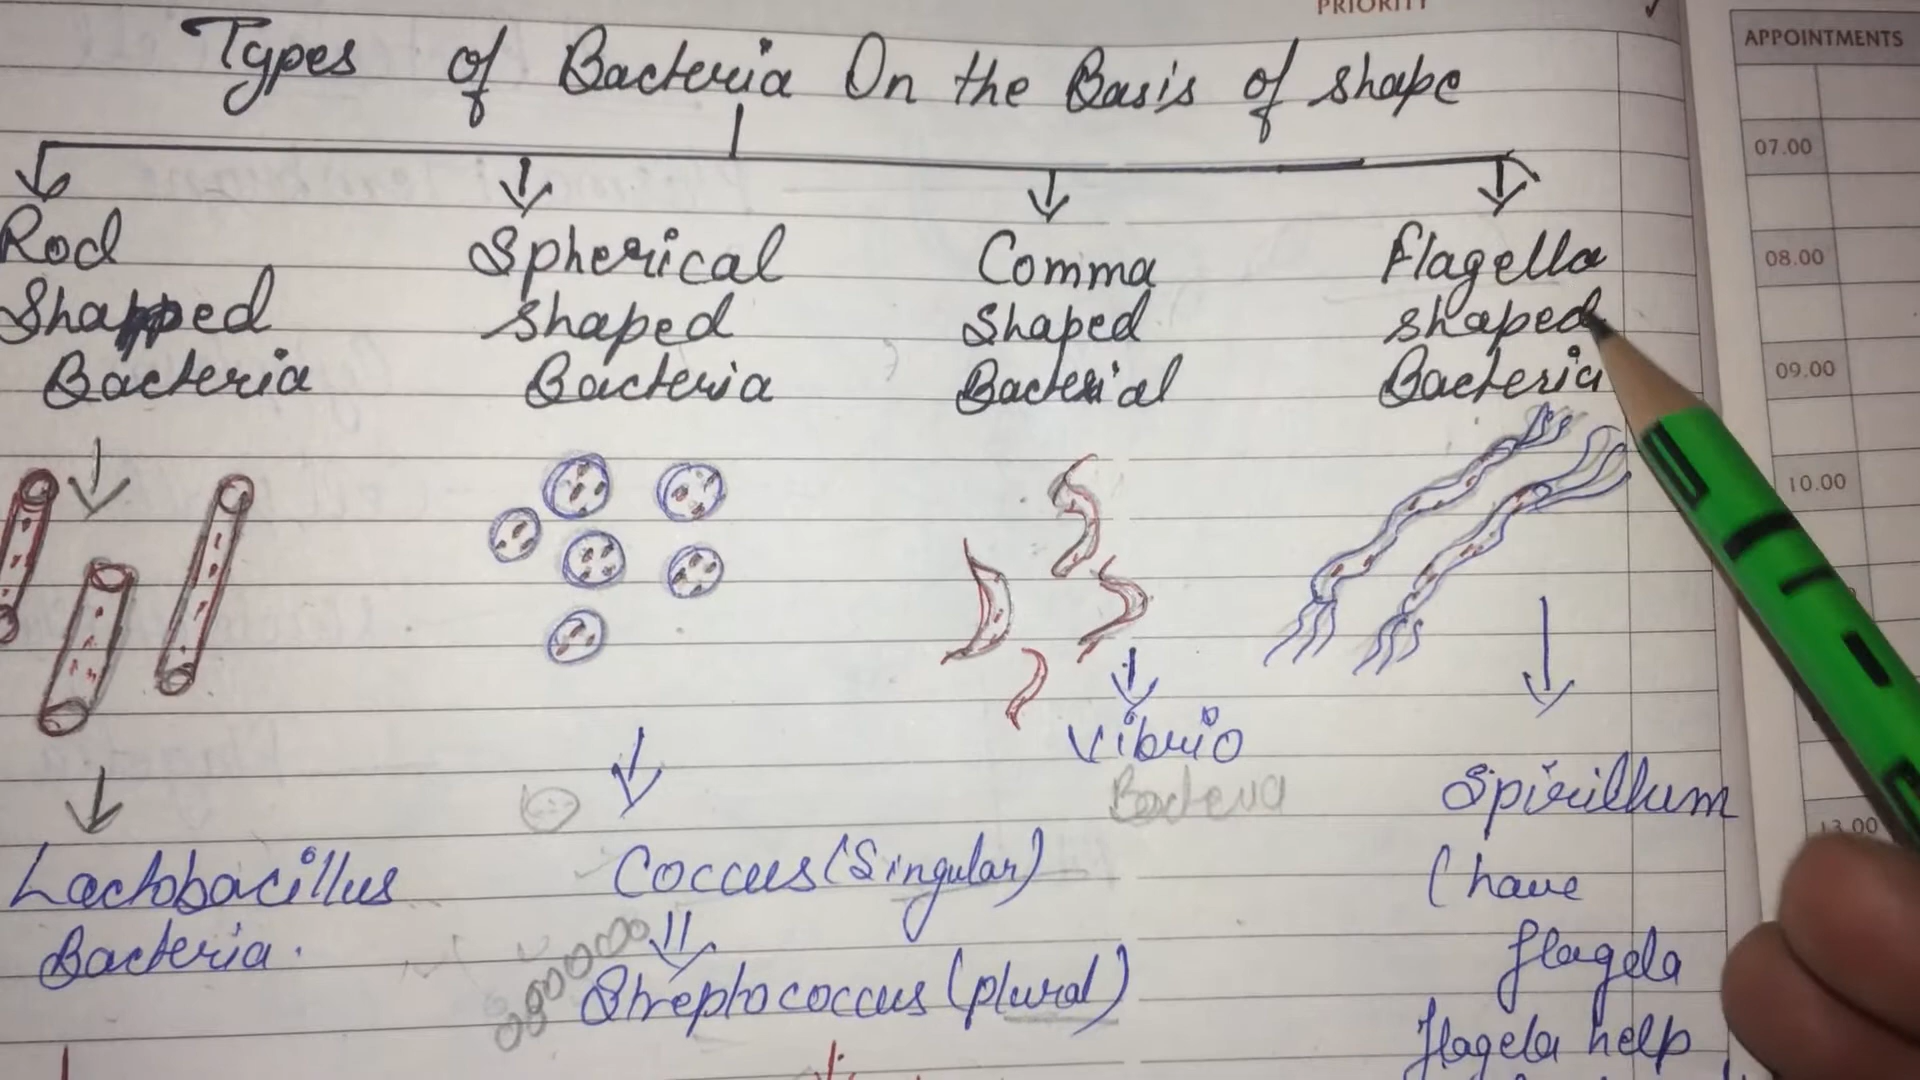 PRIORITY
Types of Bacteria On the Basis of shape
Rod
Shapped
Bacteria
Lactobacillus
Bacteria.
Spherical
shaped
Bacteria
Coccus (Singular)
Streptococcus (plural)
Comma
Shaped
Bacterial
Vibrio
Bacteria
Flagella
shaped
Bacteria
Spirillum
(have
flagela
flagela help
APPOINTMENTS
07.00
08.00
09.00
10.00
13.00